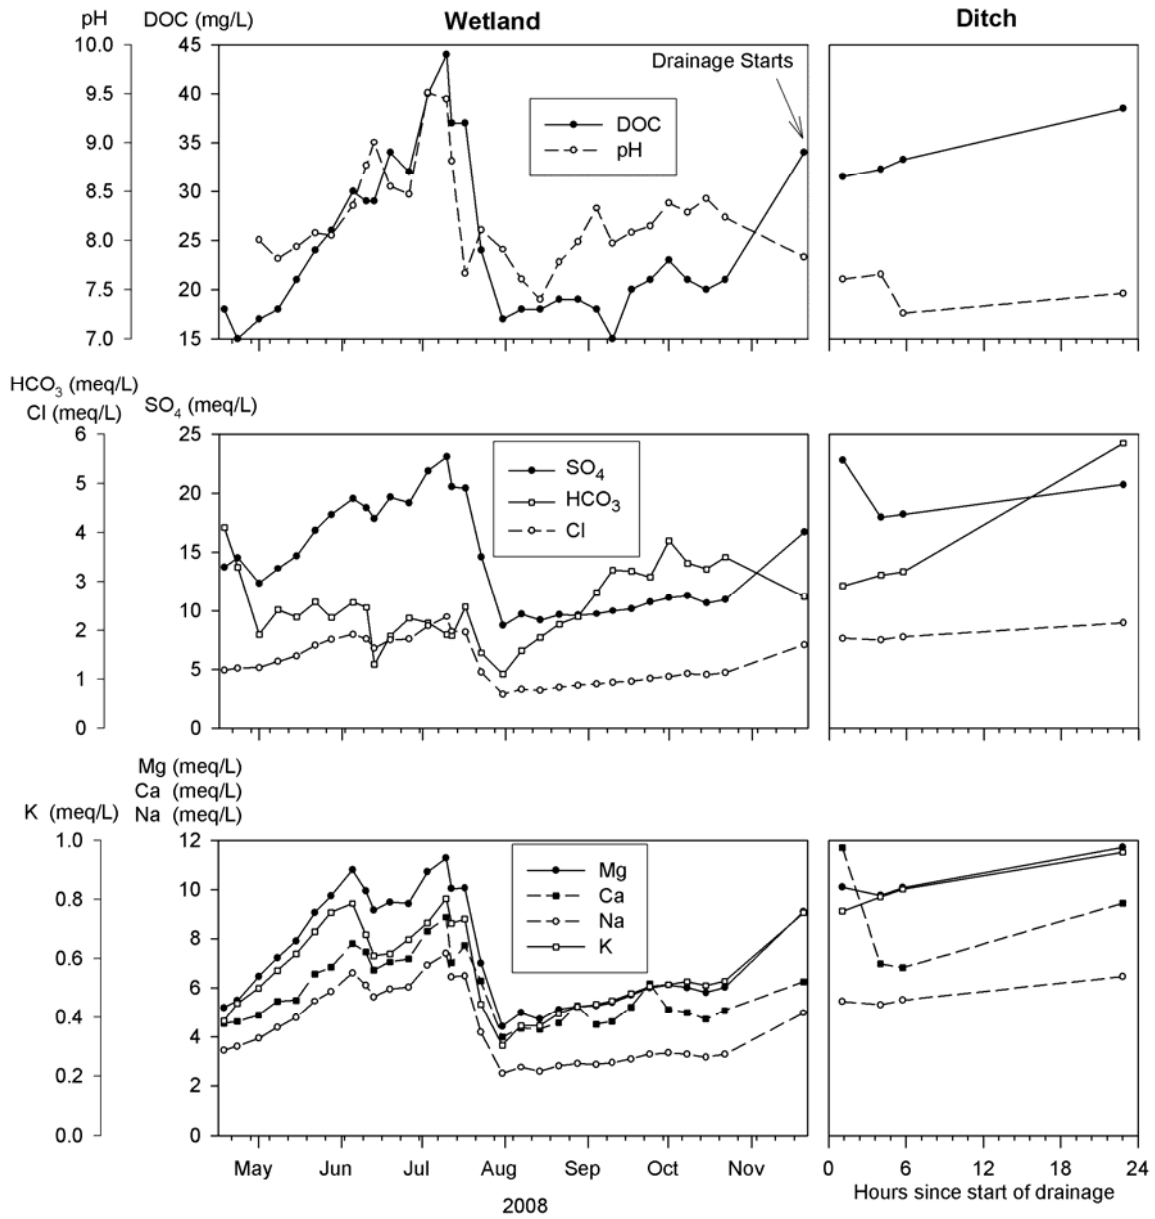 Wetland
Ditch
pH
DOC (mg/L)
10.0
9.5
9.0
8.5
8.0
7.5
7.0
45
40
35
30
25
20
15
Drainage Starts
DOC
pH
HCO3 (meq/L)
Cl (meq/L)
SO4 (meq/L)
6
5
4
3
2
1
0
25
20
15
10
5
0
SO4
HCO3
Cl
Mg (meq/L)
Ca (meq/L)
Na (meq/L)
K (meq/L)
1.0
0.8
0.6
0.4
0.2
0.0
12
10
8
6
4
2
0
Mg
Ca
Na
K
May Jun Jul Aug Sep Oct Nov
2008
0 6 12 18 24
Hours since start of drainage